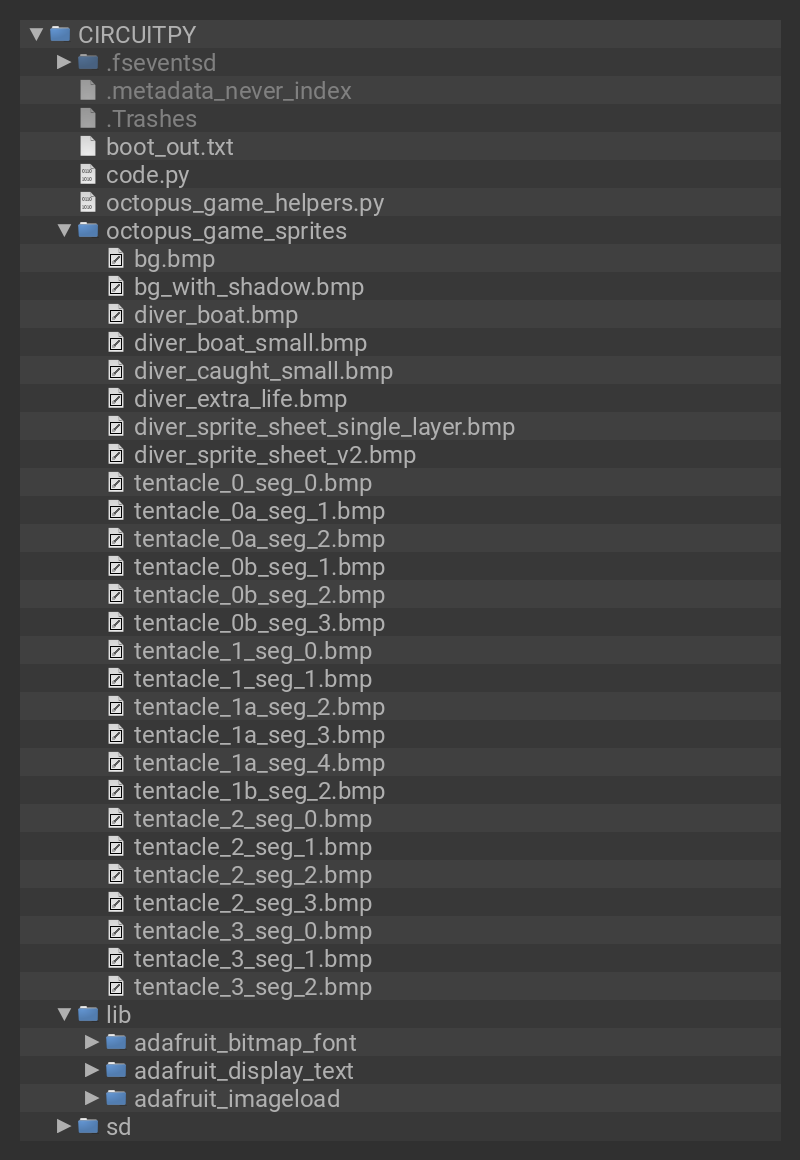 CIRCUITPY
.fseventsd
.metadata_never_index
.Trashes
boot_out.txt
code.py
octopus_game_helpers.py
octopus_game_sprites
bg.bmp
bg_with_shadow.bmp
diver_boat.bmp
diver_boat_small.bmp
diver_caught_small.bmp
diver_extra_life.bmp
diver_sprite_sheet_single_layer.bmp
diver_sprite_sheet_v2.bmp
tentacle_0_seg_0.bmp
tentacle_0a_seg_1.bmp
tentacle_0a_seg_2.bmp
tentacle_0b_seg_1.bmp
tentacle_0b_seg_2.bmp
tentacle_0b_seg_3.bmp
tentacle_1_seg_0.bmp
tentacle_1_seg_1.bmp
tentacle_1a_seg_2.bmp
tentacle_1a_seg_3.bmp
tentacle_1a_seg_4.bmp
tentacle_1b_seg_2.bmp
tentacle_2_seg_0.bmp
tentacle_2_seg_1.bmp
tentacle_2_seg_2.bmp
tentacle_2_seg_3.bmp
tentacle_3_seg_0.bmp
tentacle_3_seg_1.bmp
tentacle_3_seg_2.bmp
lib
adafruit_bitmap_font
adafruit_display_text
adafruit_imageload
sd